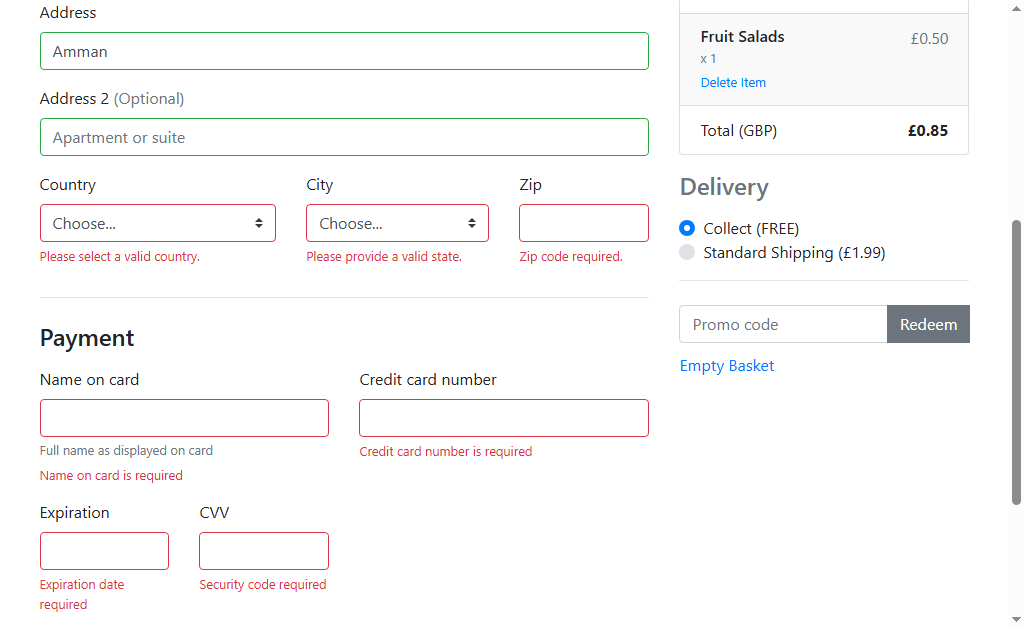 Address
Amman
Address 2 (Optional)
Apartment or suite
Country
City
Zip
Choose...
Choose...
Please select a valid country.
Please provide a valid state.
Zip code required.
Payment
Name on card
Credit card number
Full name as displayed on card
Credit card number is required
Name on card is required
Expiration
CVV
Expiration date
required
Security code required
Fruit Salads
£0.50
x 1
Delete Item
Total (GBP)
£0.85
Delivery
Collect (FREE)
Standard Shipping (£1.99)
Promo code
Redeem
Empty Basket